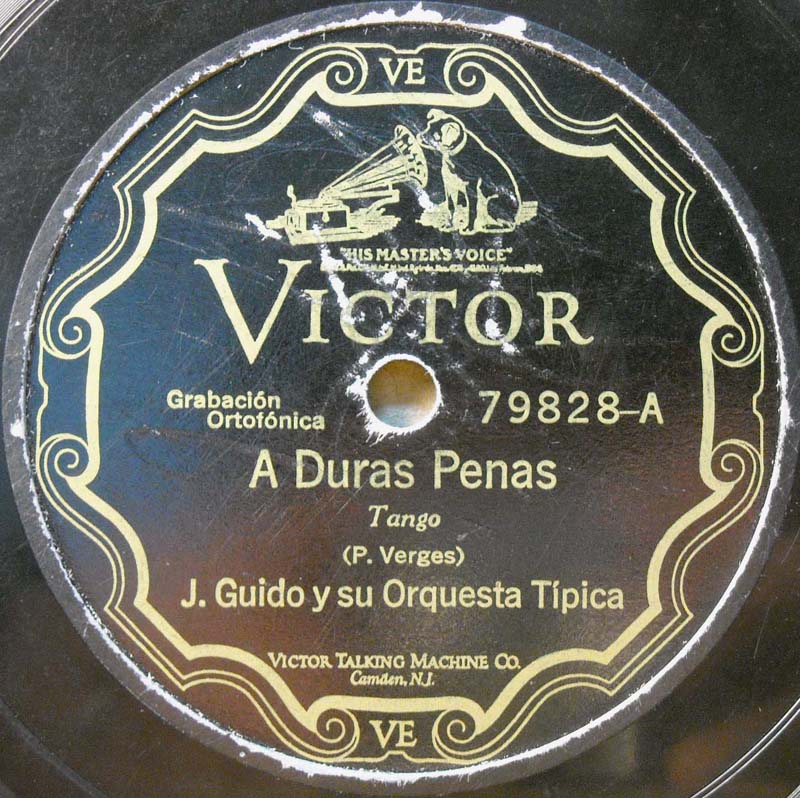 VE
"HIS MASTER'S VOICE"
VICTOR
Grabación
Ortofónica
79828-A
A DURAS PENAS
Tango
(P. Verges)
J. Guido y su Orquesta Típica
VICTOR TALKING MACHINE CO.
Camden, N.J.
VE